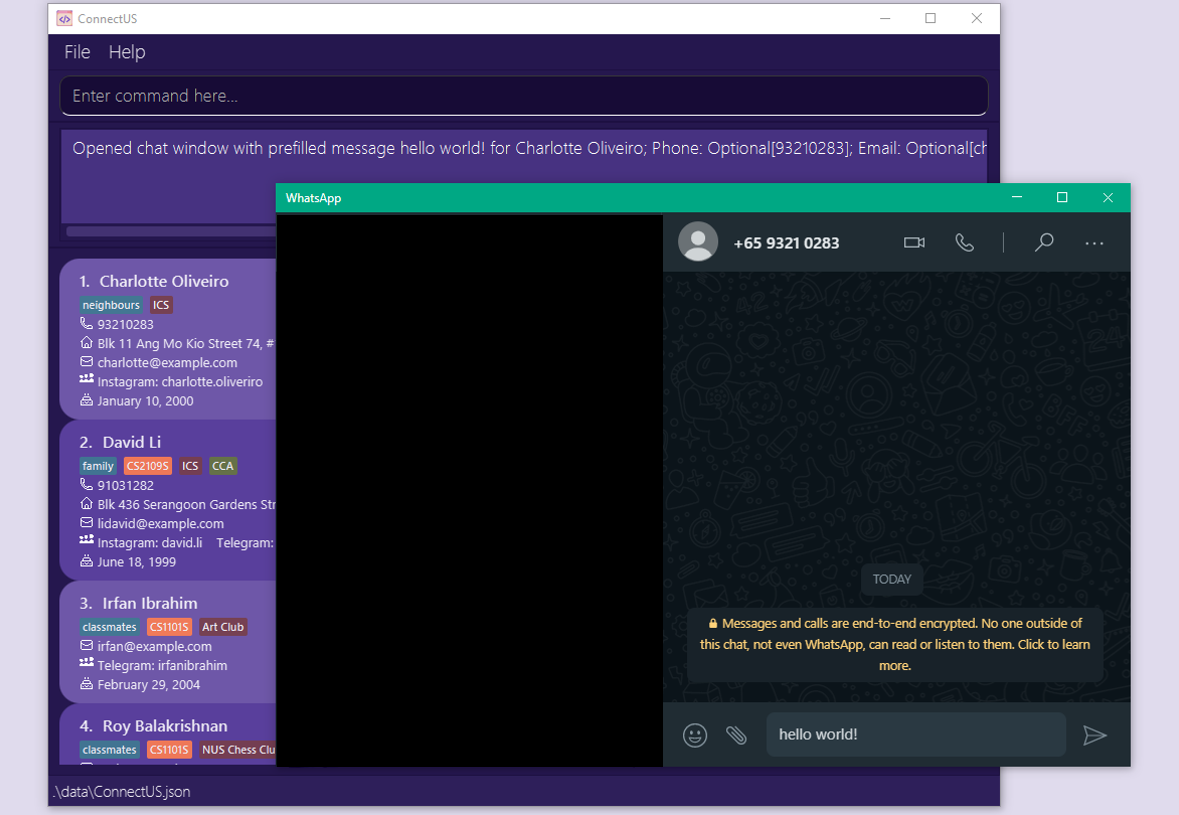 ConnectUS
File Help
Enter command here...
Opened chat window with prefilled message hello world! for Charlotte Oliveiro; Phone: Optional[93210283]; Email: Optional[ch
WhatsApp
1. Charlotte Oliveiro
neighbours ICS
93210283
Blk 11 Ang Mo Kio Street 74, #
charlotte@example.com
Instagram: charlotte.oliveriro
January 10, 2000
2. David Li
family CS2109S ICS CCA
91031282
Blk 436 Serangoon Gardens Str
lidavid@example.com
Instagram: david.li Telegram:
June 18, 1999
3. Irfan Ibrahim
classmates CS1101S Art Club
irfan@example.com
Telegram: irfanibrahim
February 29, 2004
4. Roy Balakrishnan
classmates CS1101S NUS Chess Clu
.\data\ConnectUS.json
+65 9321 0283
TODAY
Messages and calls are end-to-end encrypted. No one outside of
this chat, not even WhatsApp, can read or listen to them. Click to learn
more.
hello world!